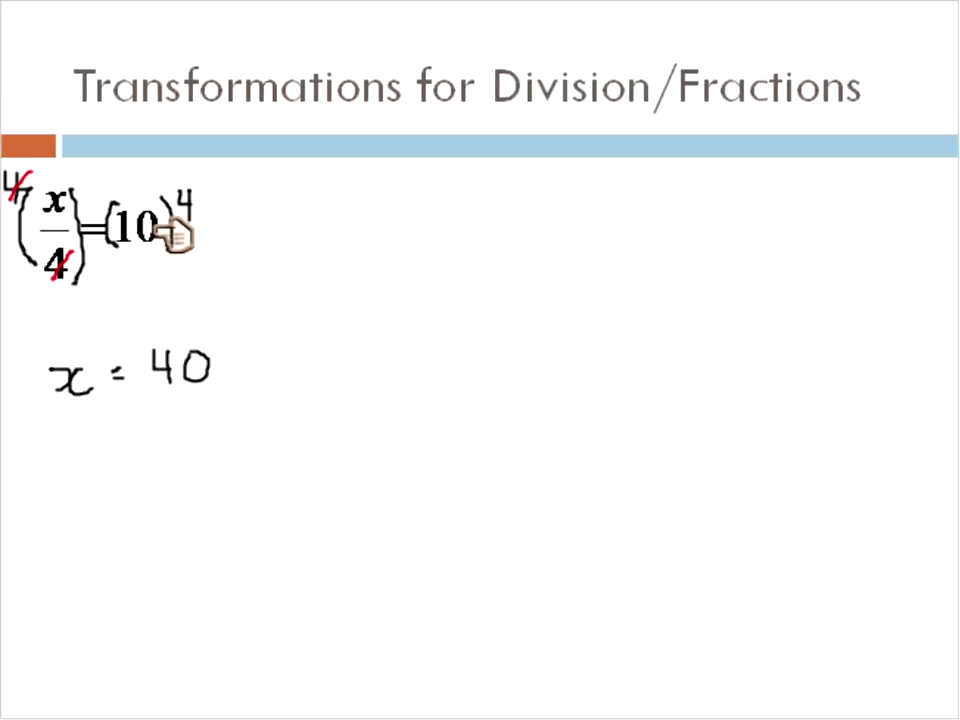 Transformations for Division/Fractions
4(x/4)=(10)4
x = 40